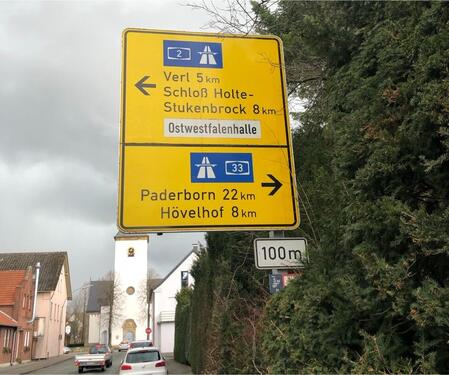 2
Verl 5 km
Schloß Holte-
Stukenbrock 8 km
Ostwestfalenhalle
33
Paderborn 22 km
Hövelhof 8 km
100 m